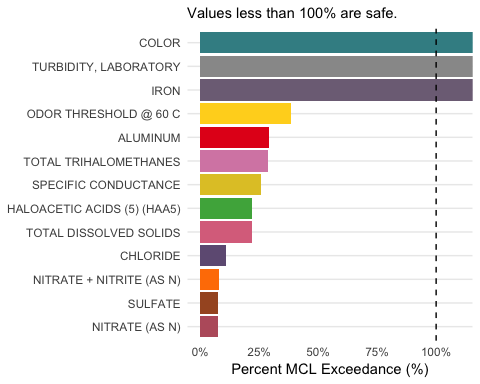 Values less than 100% are safe.
COLOR
TURBIDITY, LABORATORY
IRON
ODOR THRESHOLD @ 60 C
ALUMINUM
TOTAL TRIHALOMETHANES
SPECIFIC CONDUCTANCE
HALOACETIC ACIDS (5) (HAA5)
TOTAL DISSOLVED SOLIDS
CHLORIDE
NITRATE + NITRITE (AS N)
SULFATE
NITRATE (AS N)
0% 25% 50% 75% 100%
Percent MCL Exceedance (%)